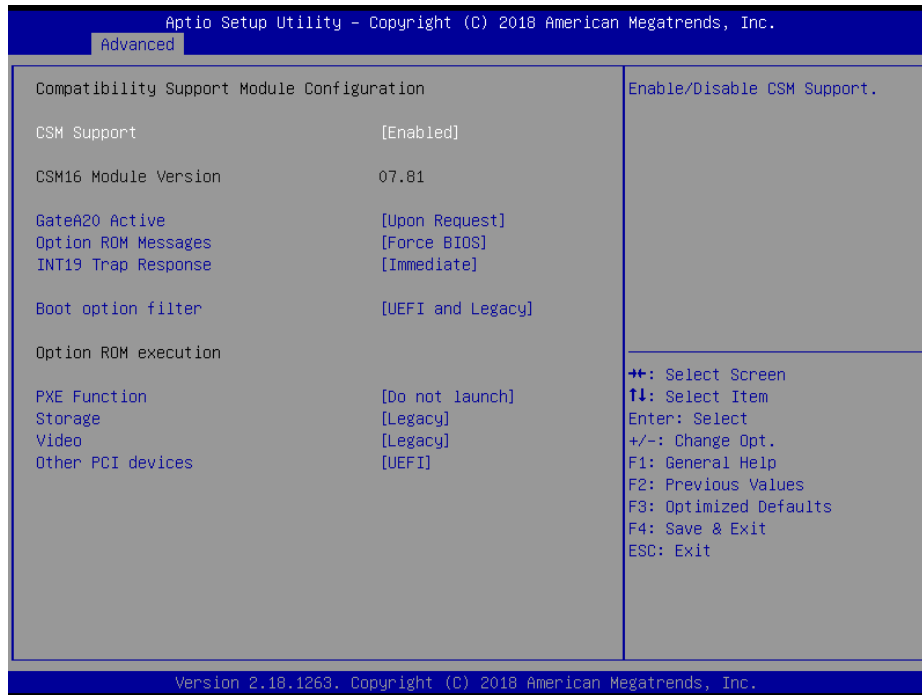 Aptio Setup Utility – Copyright (C) 2018 American Megatrends, Inc.
Advanced
Compatibility Support Module Configuration
CSM Support [Enabled]
CSM16 Module Version 07.81
GateA20 Active [Upon Request]
Option ROM Messages [Force BIOS]
INT19 Trap Response [Immediate]
Boot option filter [UEFI and Legacy]
Option ROM execution
PXE Function [Do not launch]
Storage [Legacy]
Video [Legacy]
Other PCI devices [UEFI]
Enable/Disable CSM Support.
→←: Select Screen
↑↓: Select Item
Enter: Select
+/-: Change Opt.
F1: General Help
F2: Previous Values
F3: Optimized Defaults
F4: Save & Exit
ESC: Exit
Version 2.18.1263. Copyright (C) 2018 American Megatrends, Inc.